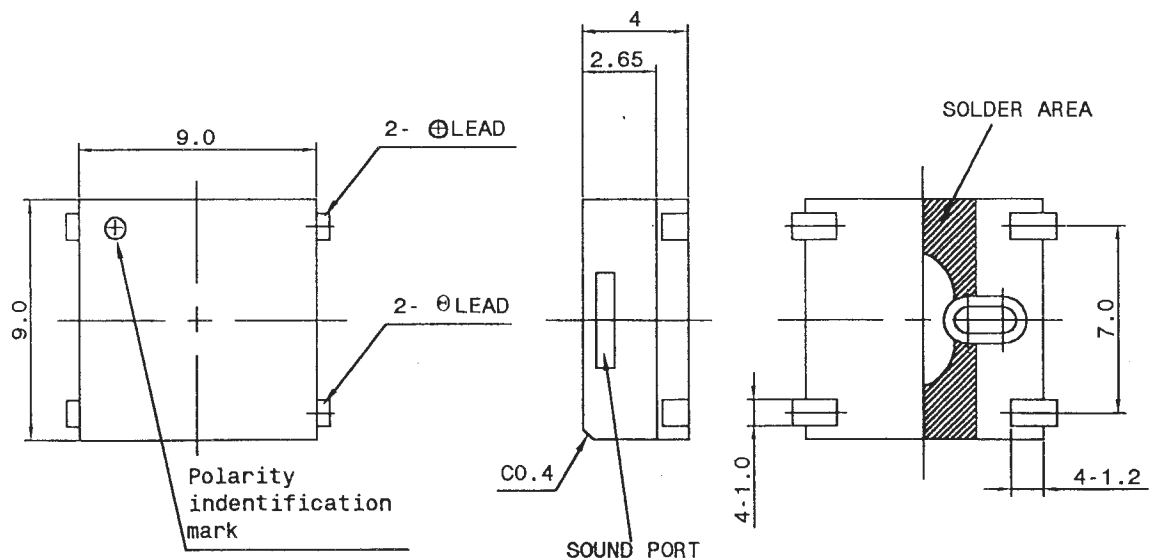 4
2.65
SOLDER AREA
2- ⊕LEAD
9.0
9.0
2- ⊖LEAD
7.0
Polarity
indentification
mark
C0.4
4-1.0
4-1.2
SOUND PORT